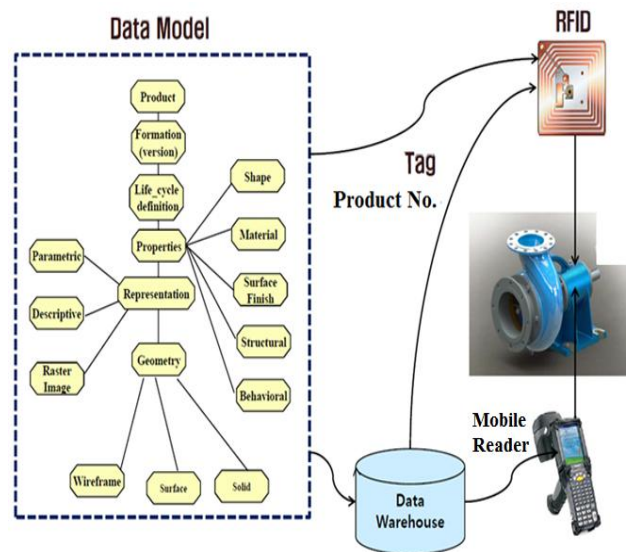 Data Model
RFID
Product
Formation
(version)
Life_cycle
definition
Properties
Shape
Material
Surface
Finish
Structural
Behavioral
Parametric
Representation
Descriptive
Raster
Image
Geometry
Wireframe
Surface
Solid
Tag
Product No.
Mobile
Reader
Data
Warehouse